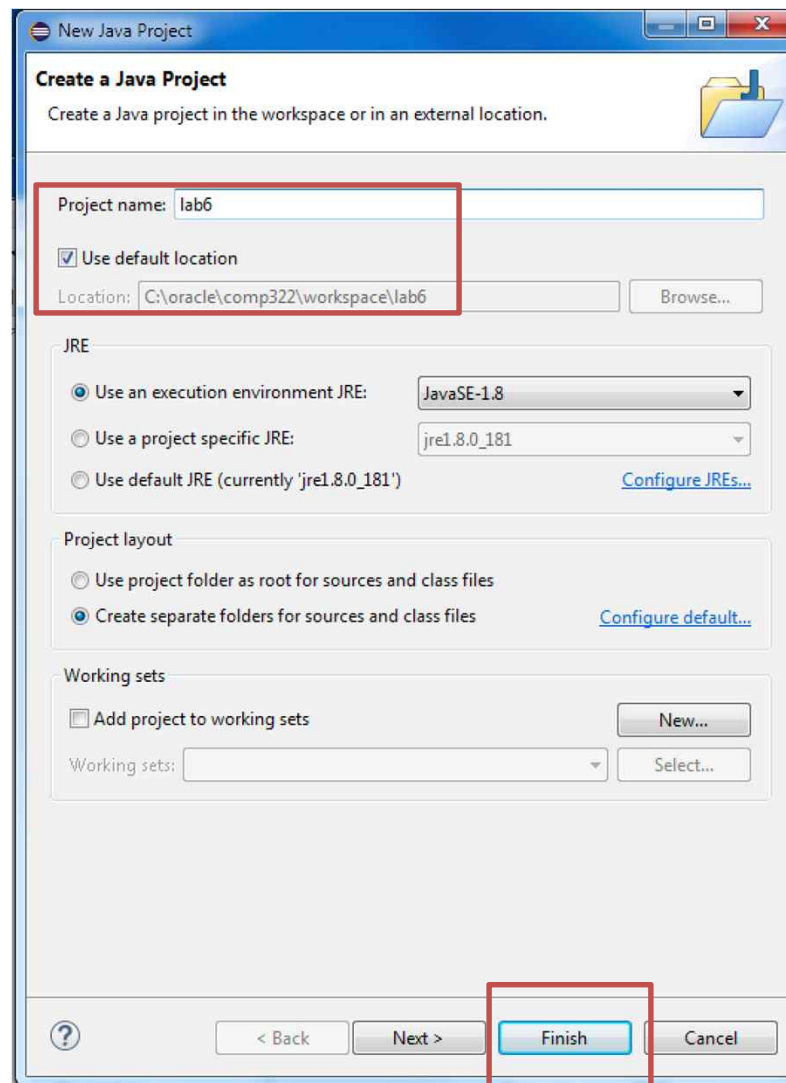 New Java Project
Create a Java Project
Create a Java project in the workspace or in an external location.
Project name: lab6
Use default location
Location: C:\oracle\comp322\workspace\lab6 Browse...
JRE
Use an execution environment JRE: JavaSE-1.8
Use a project specific JRE: jre1.8.0_181
Use default JRE (currently 'jre1.8.0_181') Configure JREs...
Project layout
Use project folder as root for sources and class files
Create separate folders for sources and class files Configure default...
Working sets
Add project to working sets New...
Working sets: Select...
? < Back Next > Finish Cancel